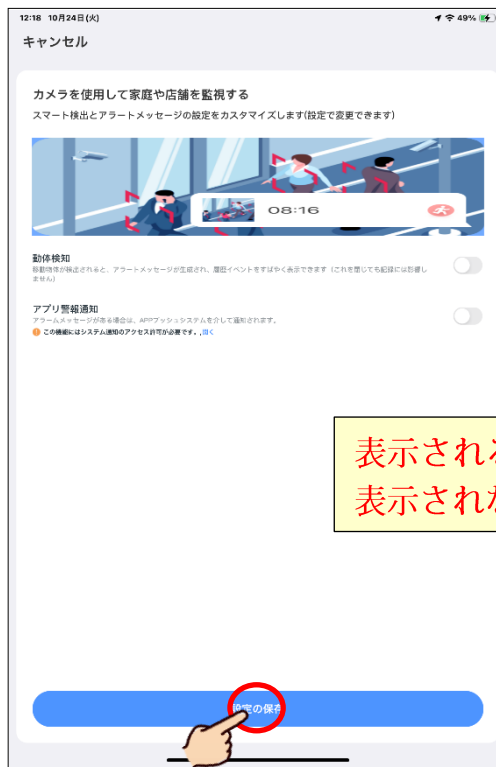 12:18 10月24日(火)
49%
キャンセル
カメラを使用して家庭や店舗を監視する
スマート検出とアラートメッセージの設定をカスタマイズします(設定で変更できます)
08:16
動体検知
移動物体が検出されると、アラートメッセージが生成され、履歴イベントをすばやく表示できます (これを閉じても記録には影響し
ません)
アプリ警報通知
アラームメッセージがある場合は、APPプッシュシステムを介して通知されます。
この機能にはシステム通知のアクセス許可が必要です。,開く
表示される
表示されな
設定の保存